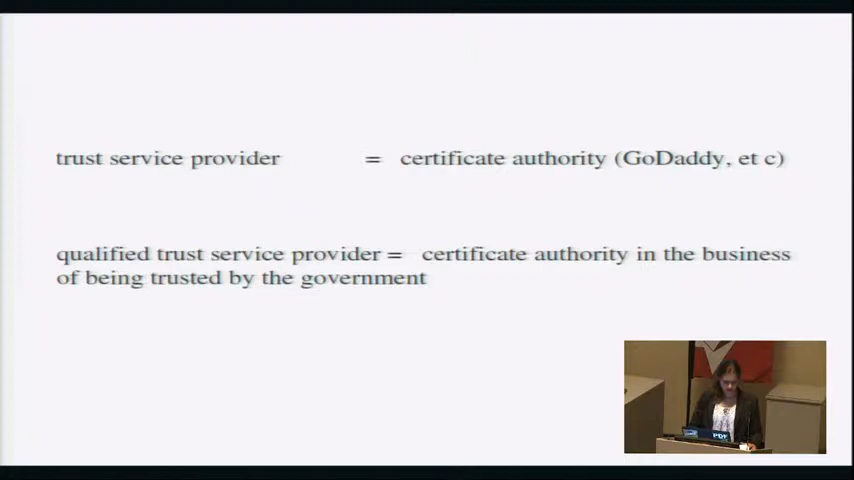 trust service provider = certificate authority (GoDaddy, et c)
qualified trust service provider = certificate authority in the business
of being trusted by the government
PDF